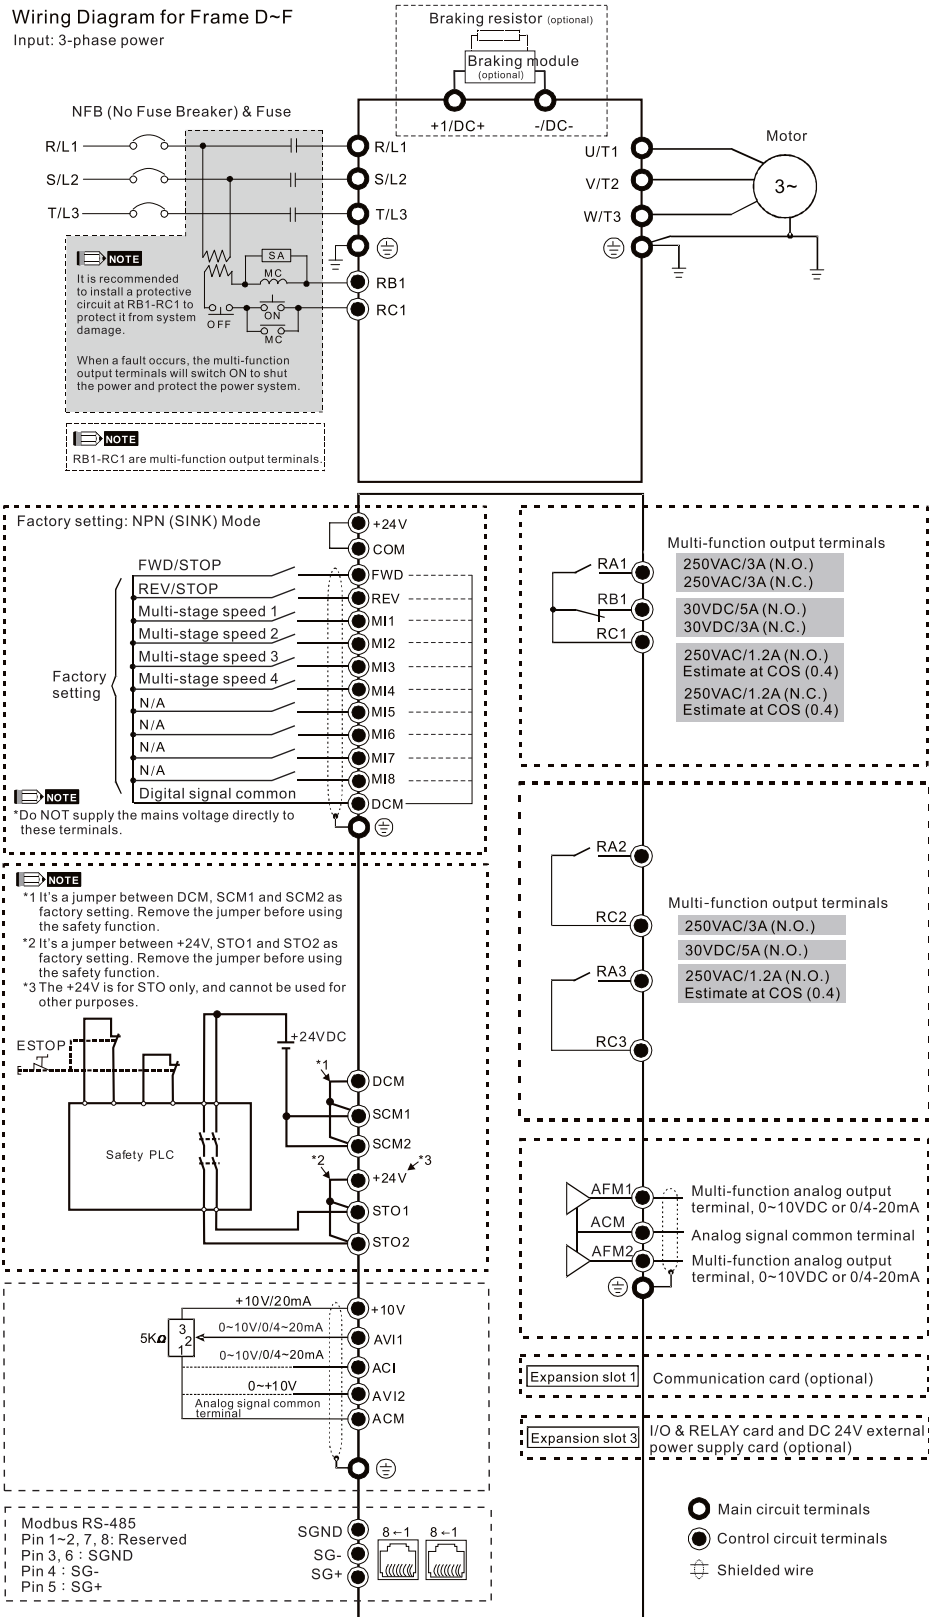 Wiring Diagram for Frame D~F
Input: 3-phase power
Braking resistor (optional)
Braking module
(optional)
+1/DC+
-/DC-
NFB (No Fuse Breaker) & Fuse
R/L1
S/L2
T/L3
R/L1
S/L2
T/L3
RB1
RC1
U/T1
V/T2
W/T3
Motor
3~
SA
MC
OFF
ON
MC
NOTE
It is recommended
to install a protective
circuit at RB1-RC1 to
protect it from system
damage.
When a fault occurs, the multi-function
output terminals will switch ON to shut
the power and protect the power system.
NOTE
RB1-RC1 are multi-function output terminals.
Factory setting: NPN (SINK) Mode
+24V
COM
FWD/STOP
FWD
REV/STOP
REV
Multi-stage speed 1
MI1
Multi-stage speed 2
MI2
Multi-stage speed 3
MI3
Multi-stage speed 4
MI4
N/A
MI5
N/A
MI6
N/A
MI7
N/A
MI8
Digital signal common
DCM
Factory
setting
NOTE
*Do NOT supply the mains voltage directly to
these terminals.
Multi-function output terminals
RA1
RB1
RC1
250VAC/3A (N.O.)
250VAC/3A (N.C.)
30VDC/5A (N.O.)
30VDC/3A (N.C.)
250VAC/1.2A (N.O.)
Estimate at COS (0.4)
250VAC/1.2A (N.C.)
Estimate at COS (0.4)
NOTE
*1 It's a jumper between DCM, SCM1 and SCM2 as
factory setting. Remove the jumper before using
the safety function.
*2 It's a jumper between +24V, STO1 and STO2 as
factory setting. Remove the jumper before using
the safety function.
*3 The +24V is for STO only, and cannot be used for
other purposes.
ESTOP
+24VDC
Safety PLC
*1
DCM
SCM1
SCM2
*2
*3
+24V
STO1
STO2
RA2
RC2
RA3
RC3
Multi-function output terminals
250VAC/3A (N.O.)
30VDC/5A (N.O.)
250VAC/1.2A (N.O.)
Estimate at COS (0.4)
AFM1
ACM
AFM2
Multi-function analog output
terminal, 0~10VDC or 0/4-20mA
Analog signal common terminal
Multi-function analog output
terminal, 0~10VDC or 0/4-20mA
+10V/20mA
+10V
5KΩ
3
2
1
0~10V/0/4~20mA
AVI1
0~10V/0/4~20mA
ACI
0~+10V
AVI2
Analog signal common
terminal
ACM
Expansion slot 1
Communication card (optional)
Expansion slot 3
I/O & RELAY card and DC 24V external
power supply card (optional)
Modbus RS-485
Pin 1~2, 7, 8: Reserved
Pin 3, 6 : SGND
Pin 4 : SG-
Pin 5 : SG+
SGND
SG-
SG+
8←1
8←1
Main circuit terminals
Control circuit terminals
Shielded wire